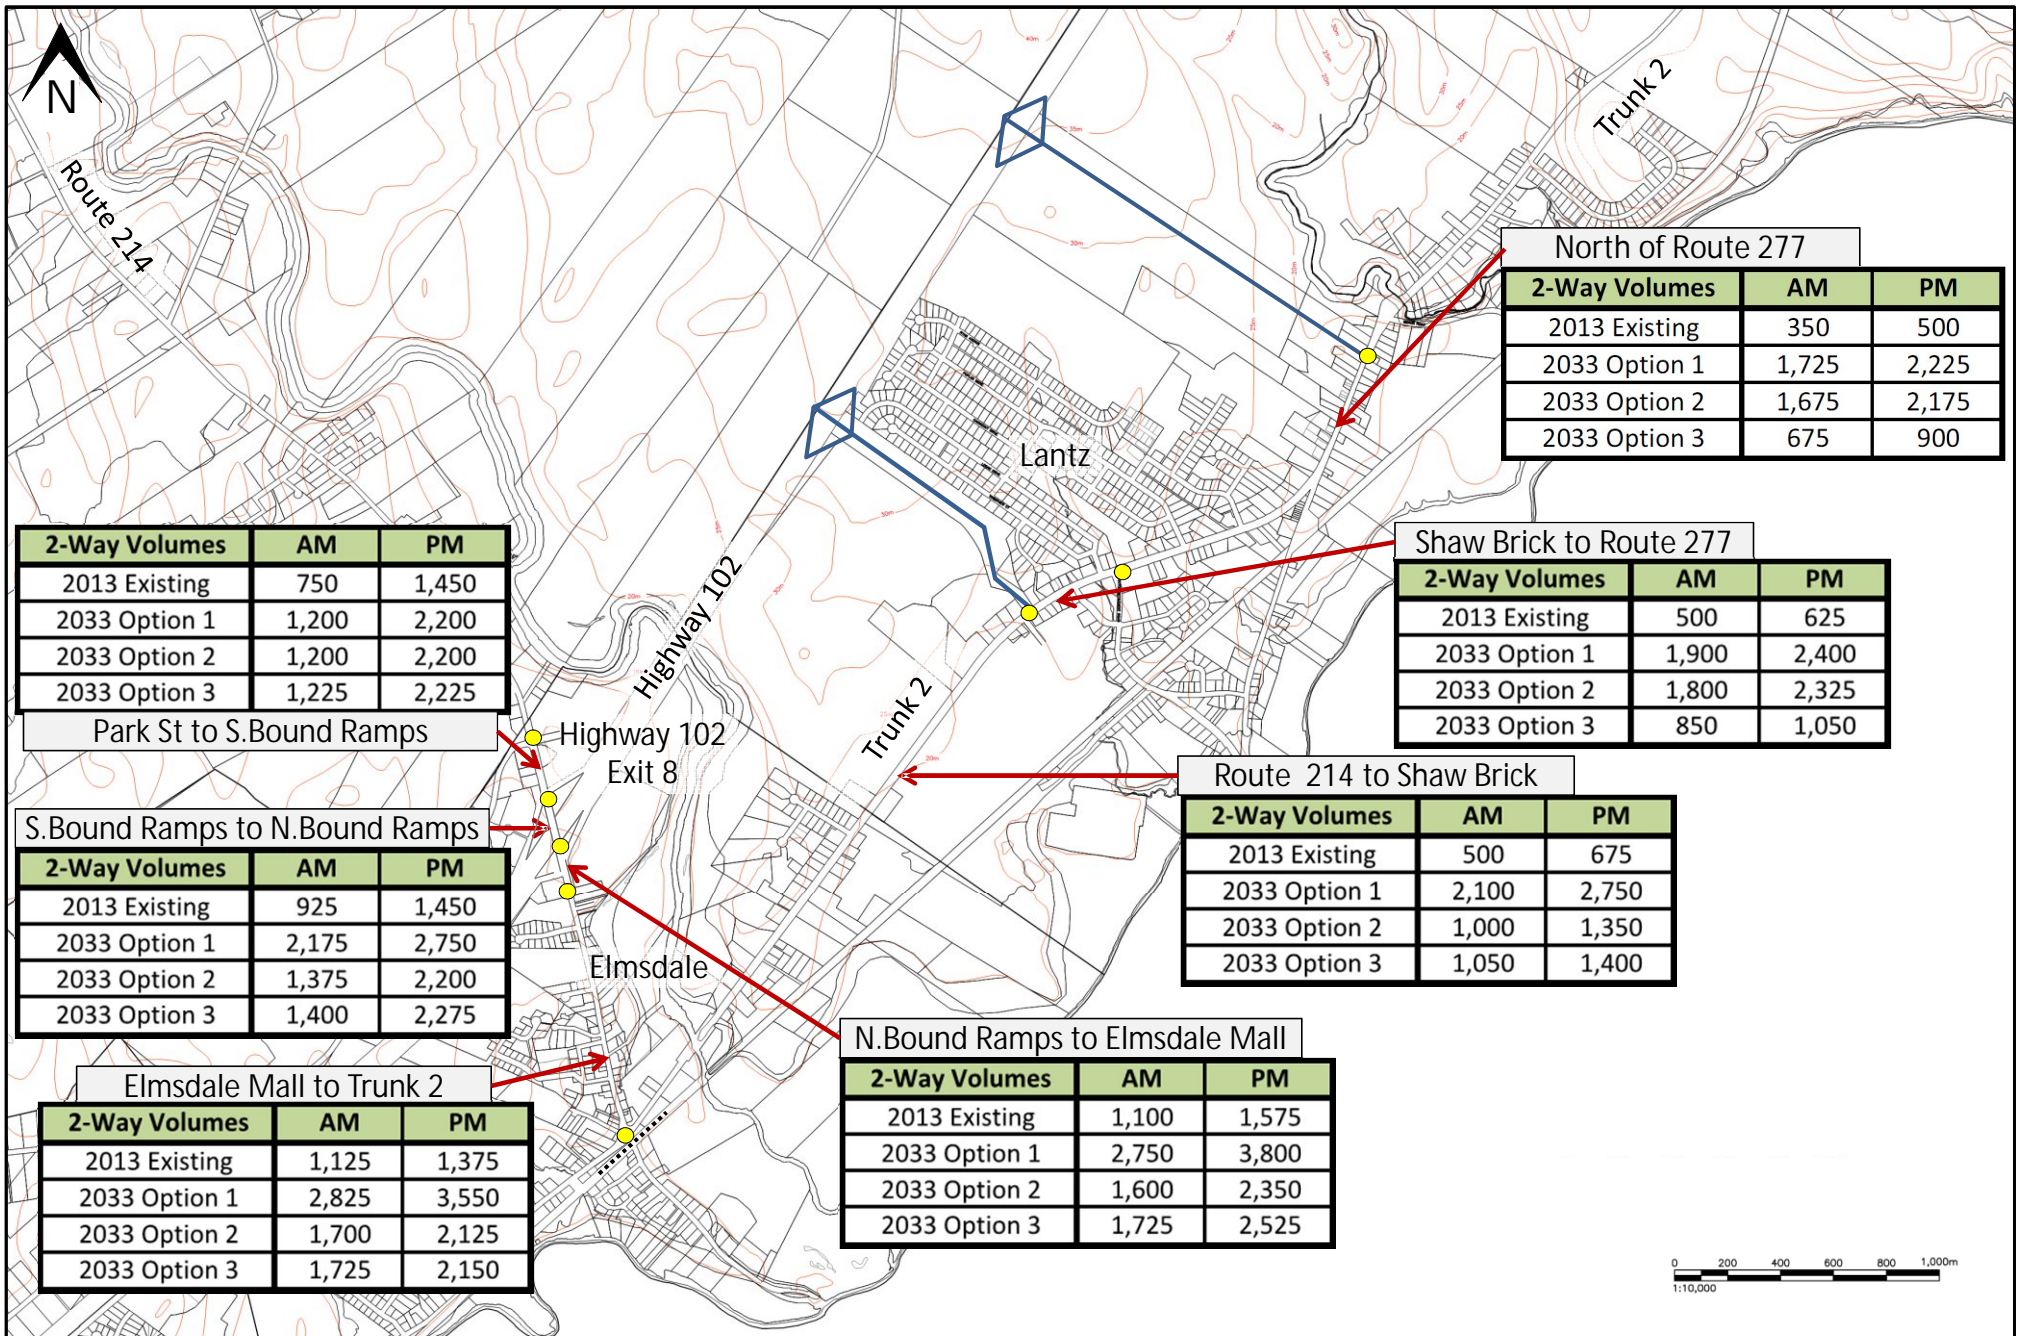 N
Route 214
Trunk 2
North of Route 277
2-Way Volumes AM PM
2013 Existing 350 500
2033 Option 1 1,725 2,225
2033 Option 2 1,675 2,175
2033 Option 3 675 900
Lantz
Shaw Brick to Route 277
2-Way Volumes AM PM
2013 Existing 500 625
2033 Option 1 1,900 2,400
2033 Option 2 1,800 2,325
2033 Option 3 850 1,050
2-Way Volumes AM PM
2013 Existing 750 1,450
2033 Option 1 1,200 2,200
2033 Option 2 1,200 2,200
2033 Option 3 1,225 2,225
Park St to S.Bound Ramps
Highway 102
Highway 102
Exit 8
Trunk 2
Route 214 to Shaw Brick
2-Way Volumes AM PM
2013 Existing 500 675
2033 Option 1 2,100 2,750
2033 Option 2 1,000 1,350
2033 Option 3 1,050 1,400
S.Bound Ramps to N.Bound Ramps
2-Way Volumes AM PM
2013 Existing 925 1,450
2033 Option 1 2,175 2,750
2033 Option 2 1,375 2,200
2033 Option 3 1,400 2,275
Elmsdale
N.Bound Ramps to Elmsdale Mall
2-Way Volumes AM PM
2013 Existing 1,100 1,575
2033 Option 1 2,750 3,800
2033 Option 2 1,600 2,350
2033 Option 3 1,725 2,525
Elmsdale Mall to Trunk 2
2-Way Volumes AM PM
2013 Existing 1,125 1,375
2033 Option 1 2,825 3,550
2033 Option 2 1,700 2,125
2033 Option 3 1,725 2,150
0 200 400 600 800 1,000m
1:10,000